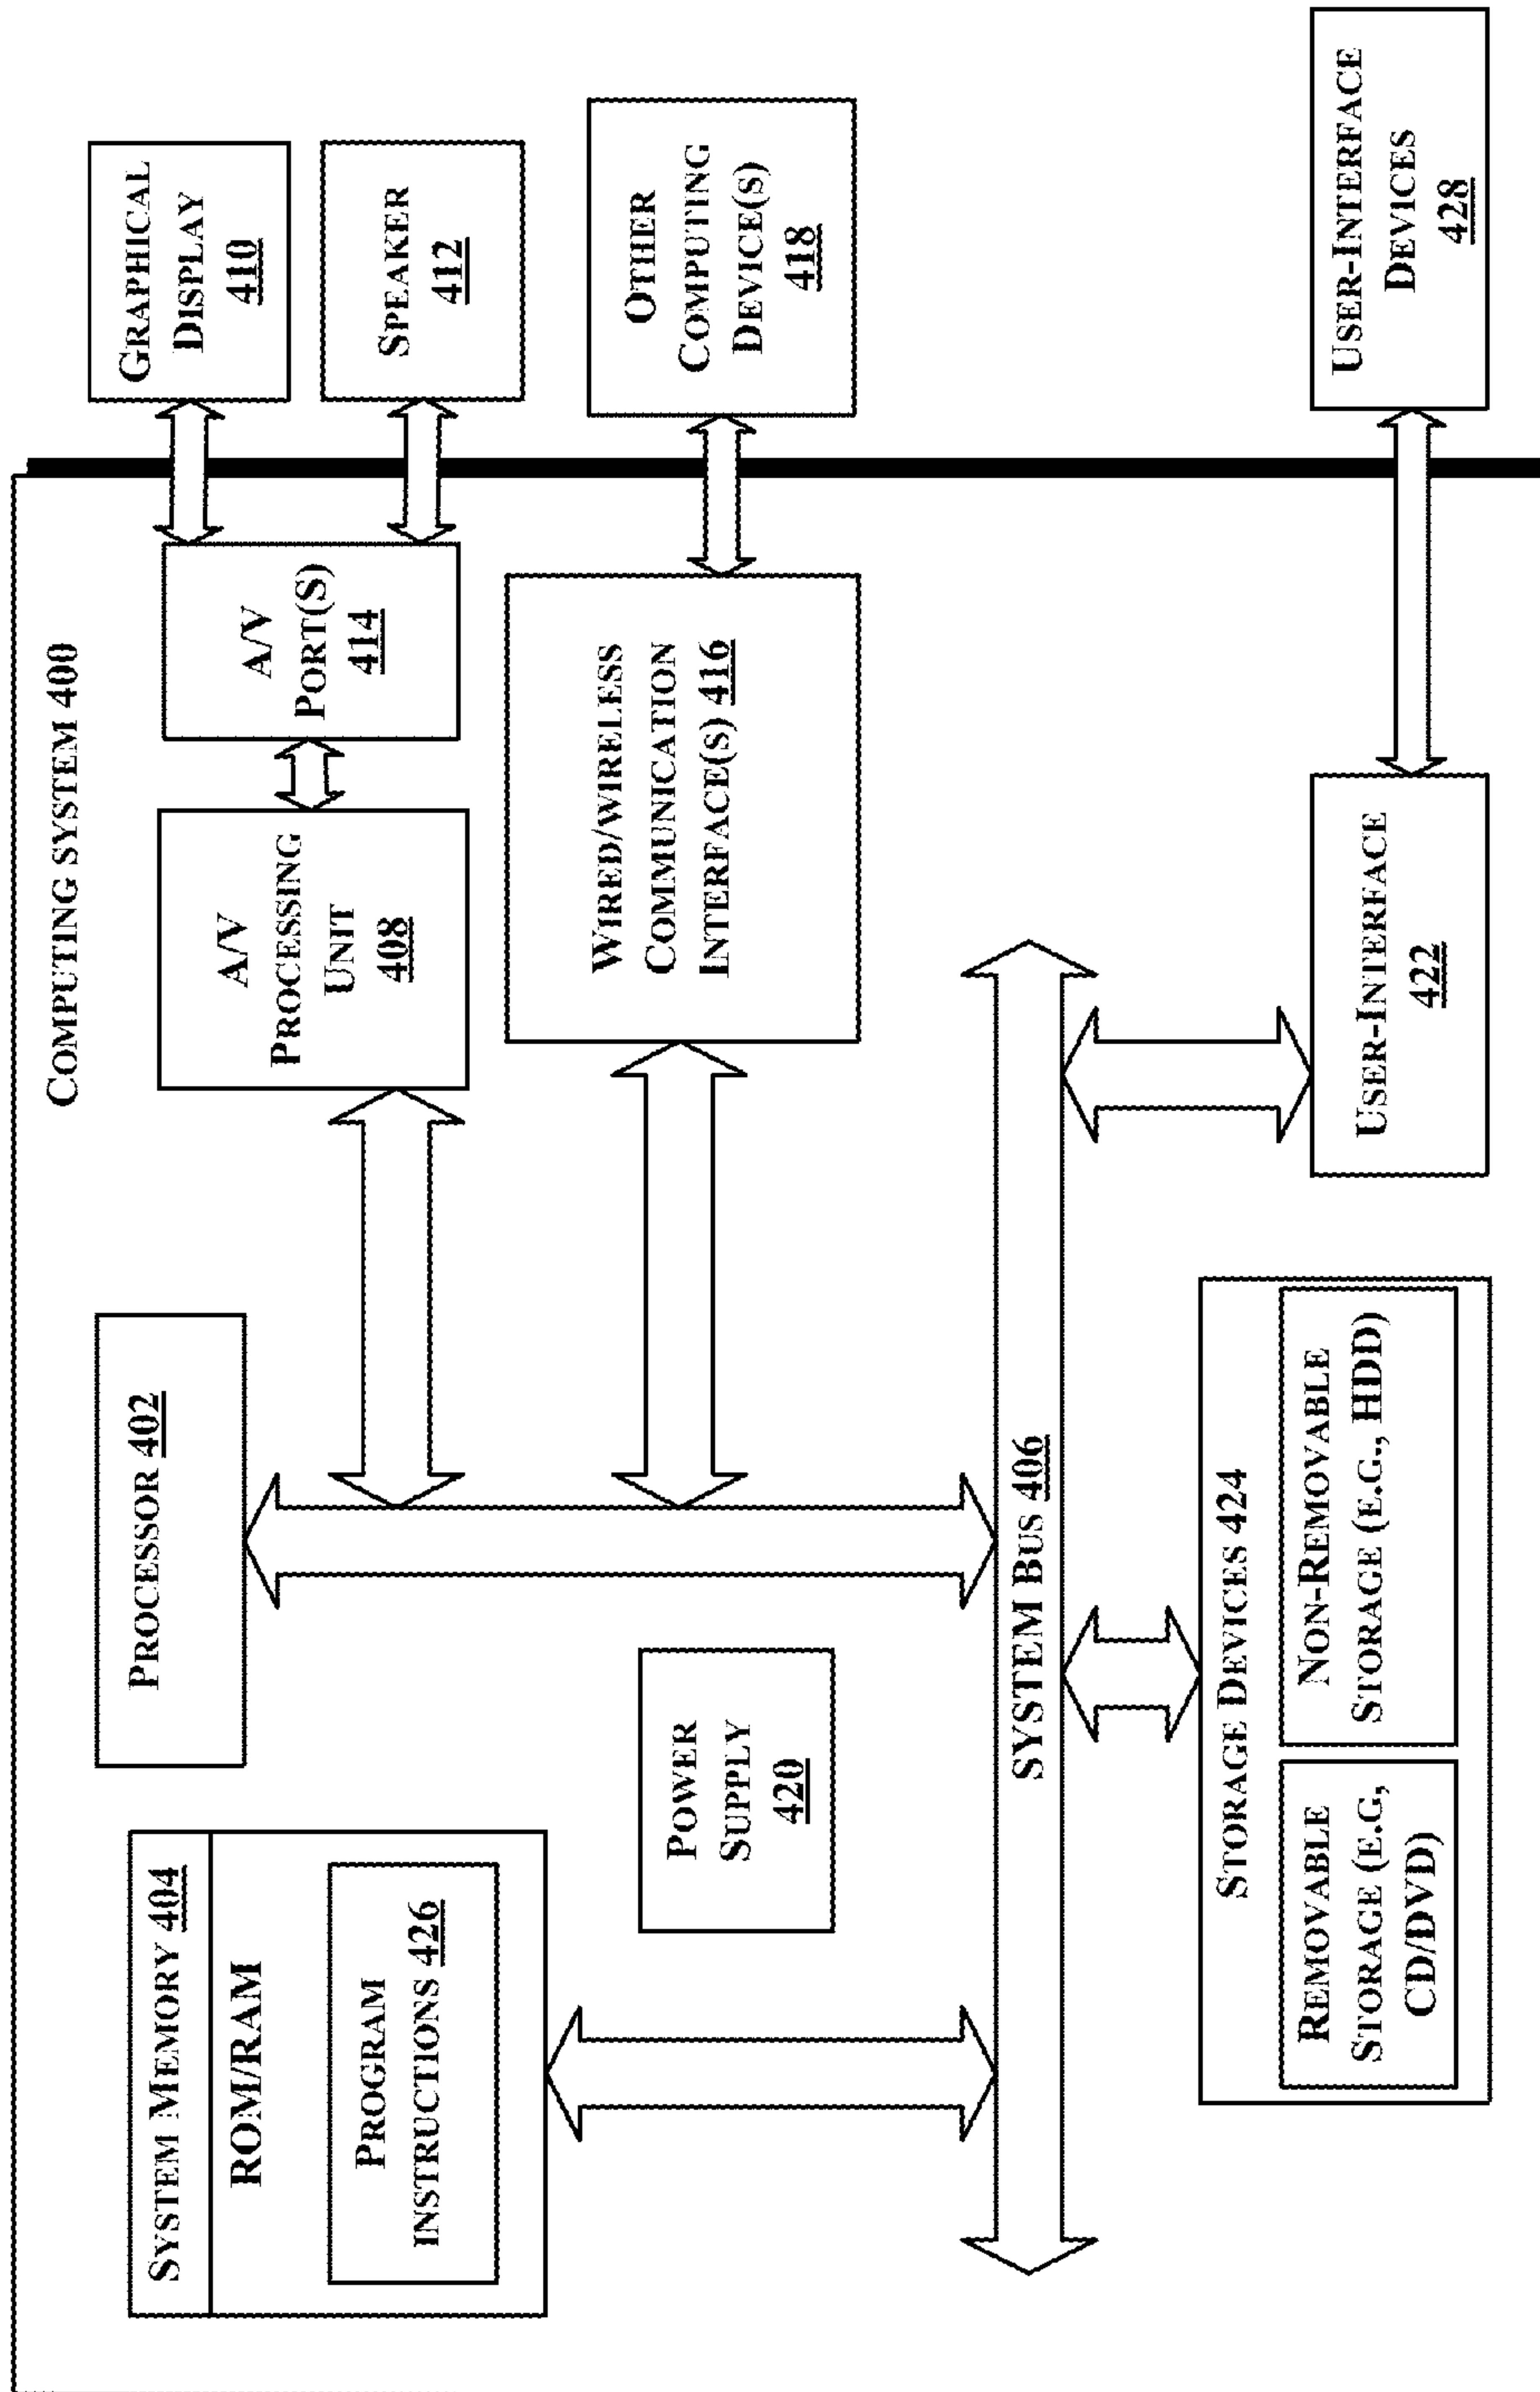 COMPUTING SYSTEM 400
SYSTEM MEMORY 404
ROM/RAM
PROGRAM
INSTRUCTIONS 426
PROCESSOR 402
A/V
PROCESSING
UNIT
408
A/V
PORT(S)
414
GRAPHICAL
DISPLAY
410
SPEAKER
412
POWER
SUPPLY
420
WIRED/WIRELESS
COMMUNICATION
INTERFACE(S) 416
OTHER
COMPUTING
DEVICE(S)
418
SYSTEM BUS 406
STORAGE DEVICES 424
REMOVABLE
STORAGE (E.G,
CD/DVD)
NON-REMOVABLE
STORAGE (E.G., HDD)
USER-INTERFACE
422
USER-INTERFACE
DEVICES
428